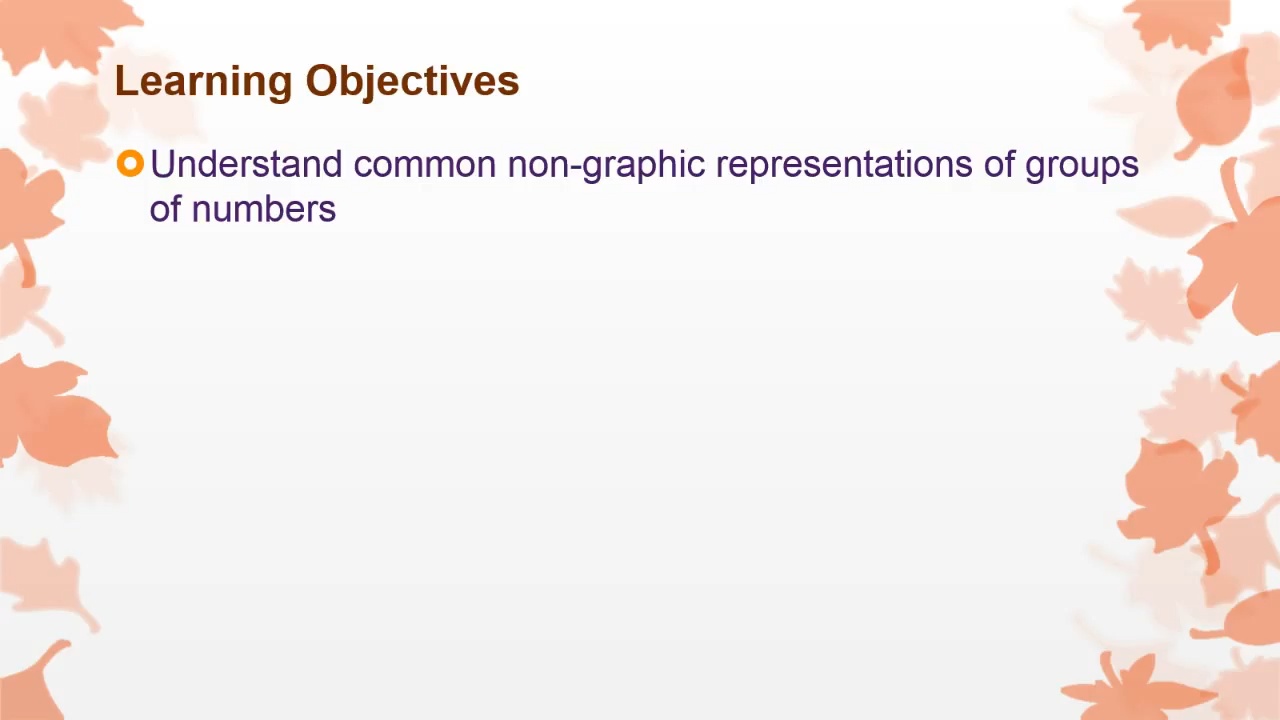 Learning Objectives
Understand common non-graphic representations of groups
of numbers